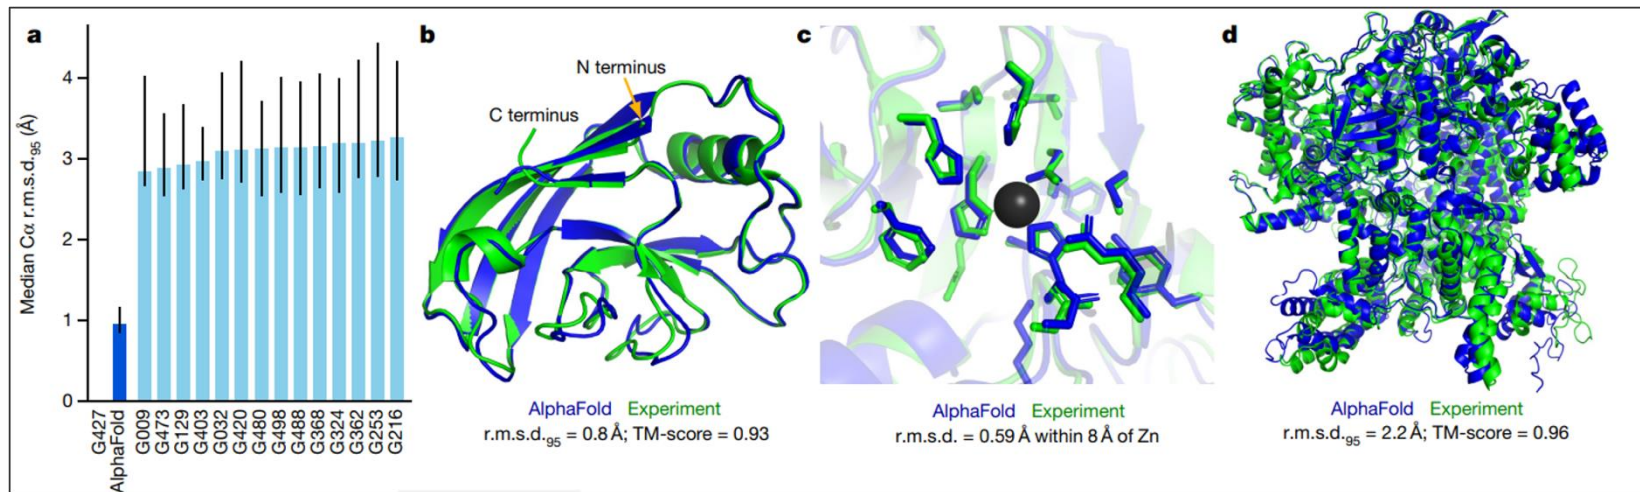 a
Median Cα r.m.s.d.95 (Å)
4
3
2
1
0
G427
AlphaFold
G009
G473
G129
G403
G032
G420
G480
G498
G488
G368
G324
G362
G253
G216
b
N terminus
C terminus
AlphaFold Experiment
r.m.s.d.95 = 0.8 Å; TM-score = 0.93
c
AlphaFold Experiment
r.m.s.d. = 0.59 Å within 8 Å of Zn
d
AlphaFold Experiment
r.m.s.d.95 = 2.2 Å; TM-score = 0.96